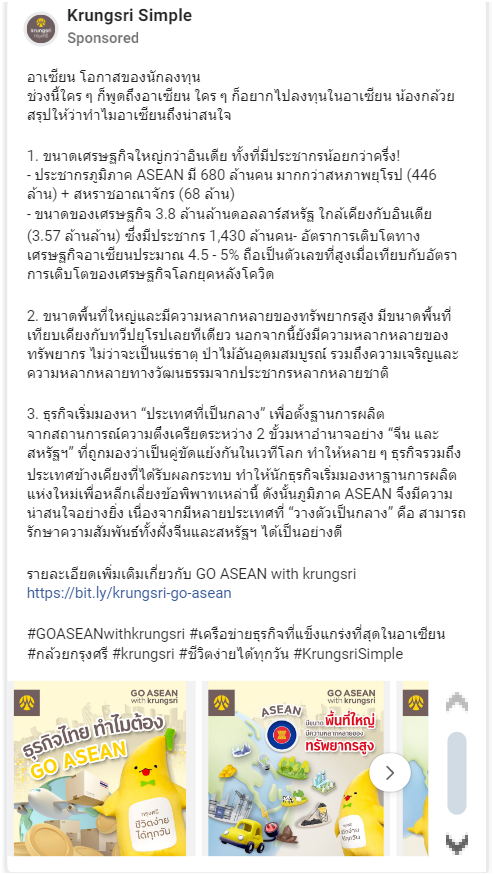 Krungsri Simple
Sponsored
อาเซียน โอกาสของนักลงทุน
ช่วงนี้ใคร ๆ ก็พูดถึงอาเซียน ใคร ๆ ก็อยากไปลงทุนในอาเซียน น้องกล้วย
สรุปให้ว่าทำไมอาเซียนถึงน่าสนใจ
1. ขนาดเศรษฐกิจใหญ่กว่าอินเดีย ทั้งที่มีประชากรน้อยกว่าครึ่ง!
- ประชากรภูมิภาค ASEAN มี 680 ล้านคน มากกว่าสหภาพยุโรป (446
ล้าน) + สหราชอาณาจักร (68 ล้าน)
- ขนาดของเศรษฐกิจ 3.8 ล้านล้านดอลลาร์สหรัฐ ใกล้เคียงกับอินเดีย
(3.57 ล้านล้าน) ซึ่งมีประชากร 1,430 ล้านคน- อัตราการเติบโตทาง
เศรษฐกิจอาเซียนประมาณ 4.5 - 5% ถือเป็นตัวเลขที่สูงเมื่อเทียบกับอัตรา
การเติบโตของเศรษฐกิจโลกยุคหลังโควิด
2. ขนาดพื้นที่ใหญ่และมีความหลากหลายของทรัพยากรสูง มีขนาดพื้นที่
เทียบเคียงกับทวีปยุโรปเลยทีเดียว นอกจากนี้ยังมีความหลากหลายของ
ทรัพยากร ไม่ว่าจะเป็นแร่ธาตุ ป่าไม้อันอุดมสมบูรณ์ รวมถึงความเจริญและ
ความหลากหลายทางวัฒนธรรมจากประชากรหลากหลายชาติ
3. ธุรกิจเริ่มมองหา “ประเทศที่เป็นกลาง” เพื่อตั้งฐานการผลิต
จากสถานการณ์ความตึงเครียดระหว่าง 2 ขั้วมหาอำนาจอย่าง “จีน และ
สหรัฐฯ” ที่ถูกมองว่าเป็นคู่ขัดแย้งกันในเวทีโลก ทำให้หลาย ๆ ธุรกิจรวมถึง
ประเทศข้างเคียงที่ได้รับผลกระทบ ทำให้นักธุรกิจเริ่มมองหาฐานการผลิต
แห่งใหม่เพื่อหลีกเลี่ยงข้อพิพาทเหล่านี้ ดังนั้นภูมิภาค ASEAN จึงมีความ
น่าสนใจอย่างยิ่ง เนื่องจากมีหลายประเทศที่ “วางตัวเป็นกลาง” คือ สามารถ
รักษาความสัมพันธ์ทั้งฝั่งจีนและสหรัฐฯ ได้เป็นอย่างดี
รายละเอียดเพิ่มเติมเกี่ยวกับ GO ASEAN with krungsri
https://bit.ly/krungsri-go-asean
#GOASEANwithkrungsri #เครือข่ายธุรกิจที่แข็งแกร่งที่สุดในอาเซียน
#กล้วยกรุงศรี #krungsri #ชีวิตง่ายได้ทุกวัน #KrungsriSimple
GO ASEAN
with krungsri
ธุรกิจไทย ทำไมต้อง
GO ASEAN
กรุงศรี
ชีวิตง่าย
ได้ทุกวัน
GO ASEAN
with krungsri
ASEAN
มีขนาด พื้นที่ใหญ่
มีความหลากหลายของ
ทรัพยากรสูง
กรุงศรี
ชีวิตง่าย
ได้ทุกวัน